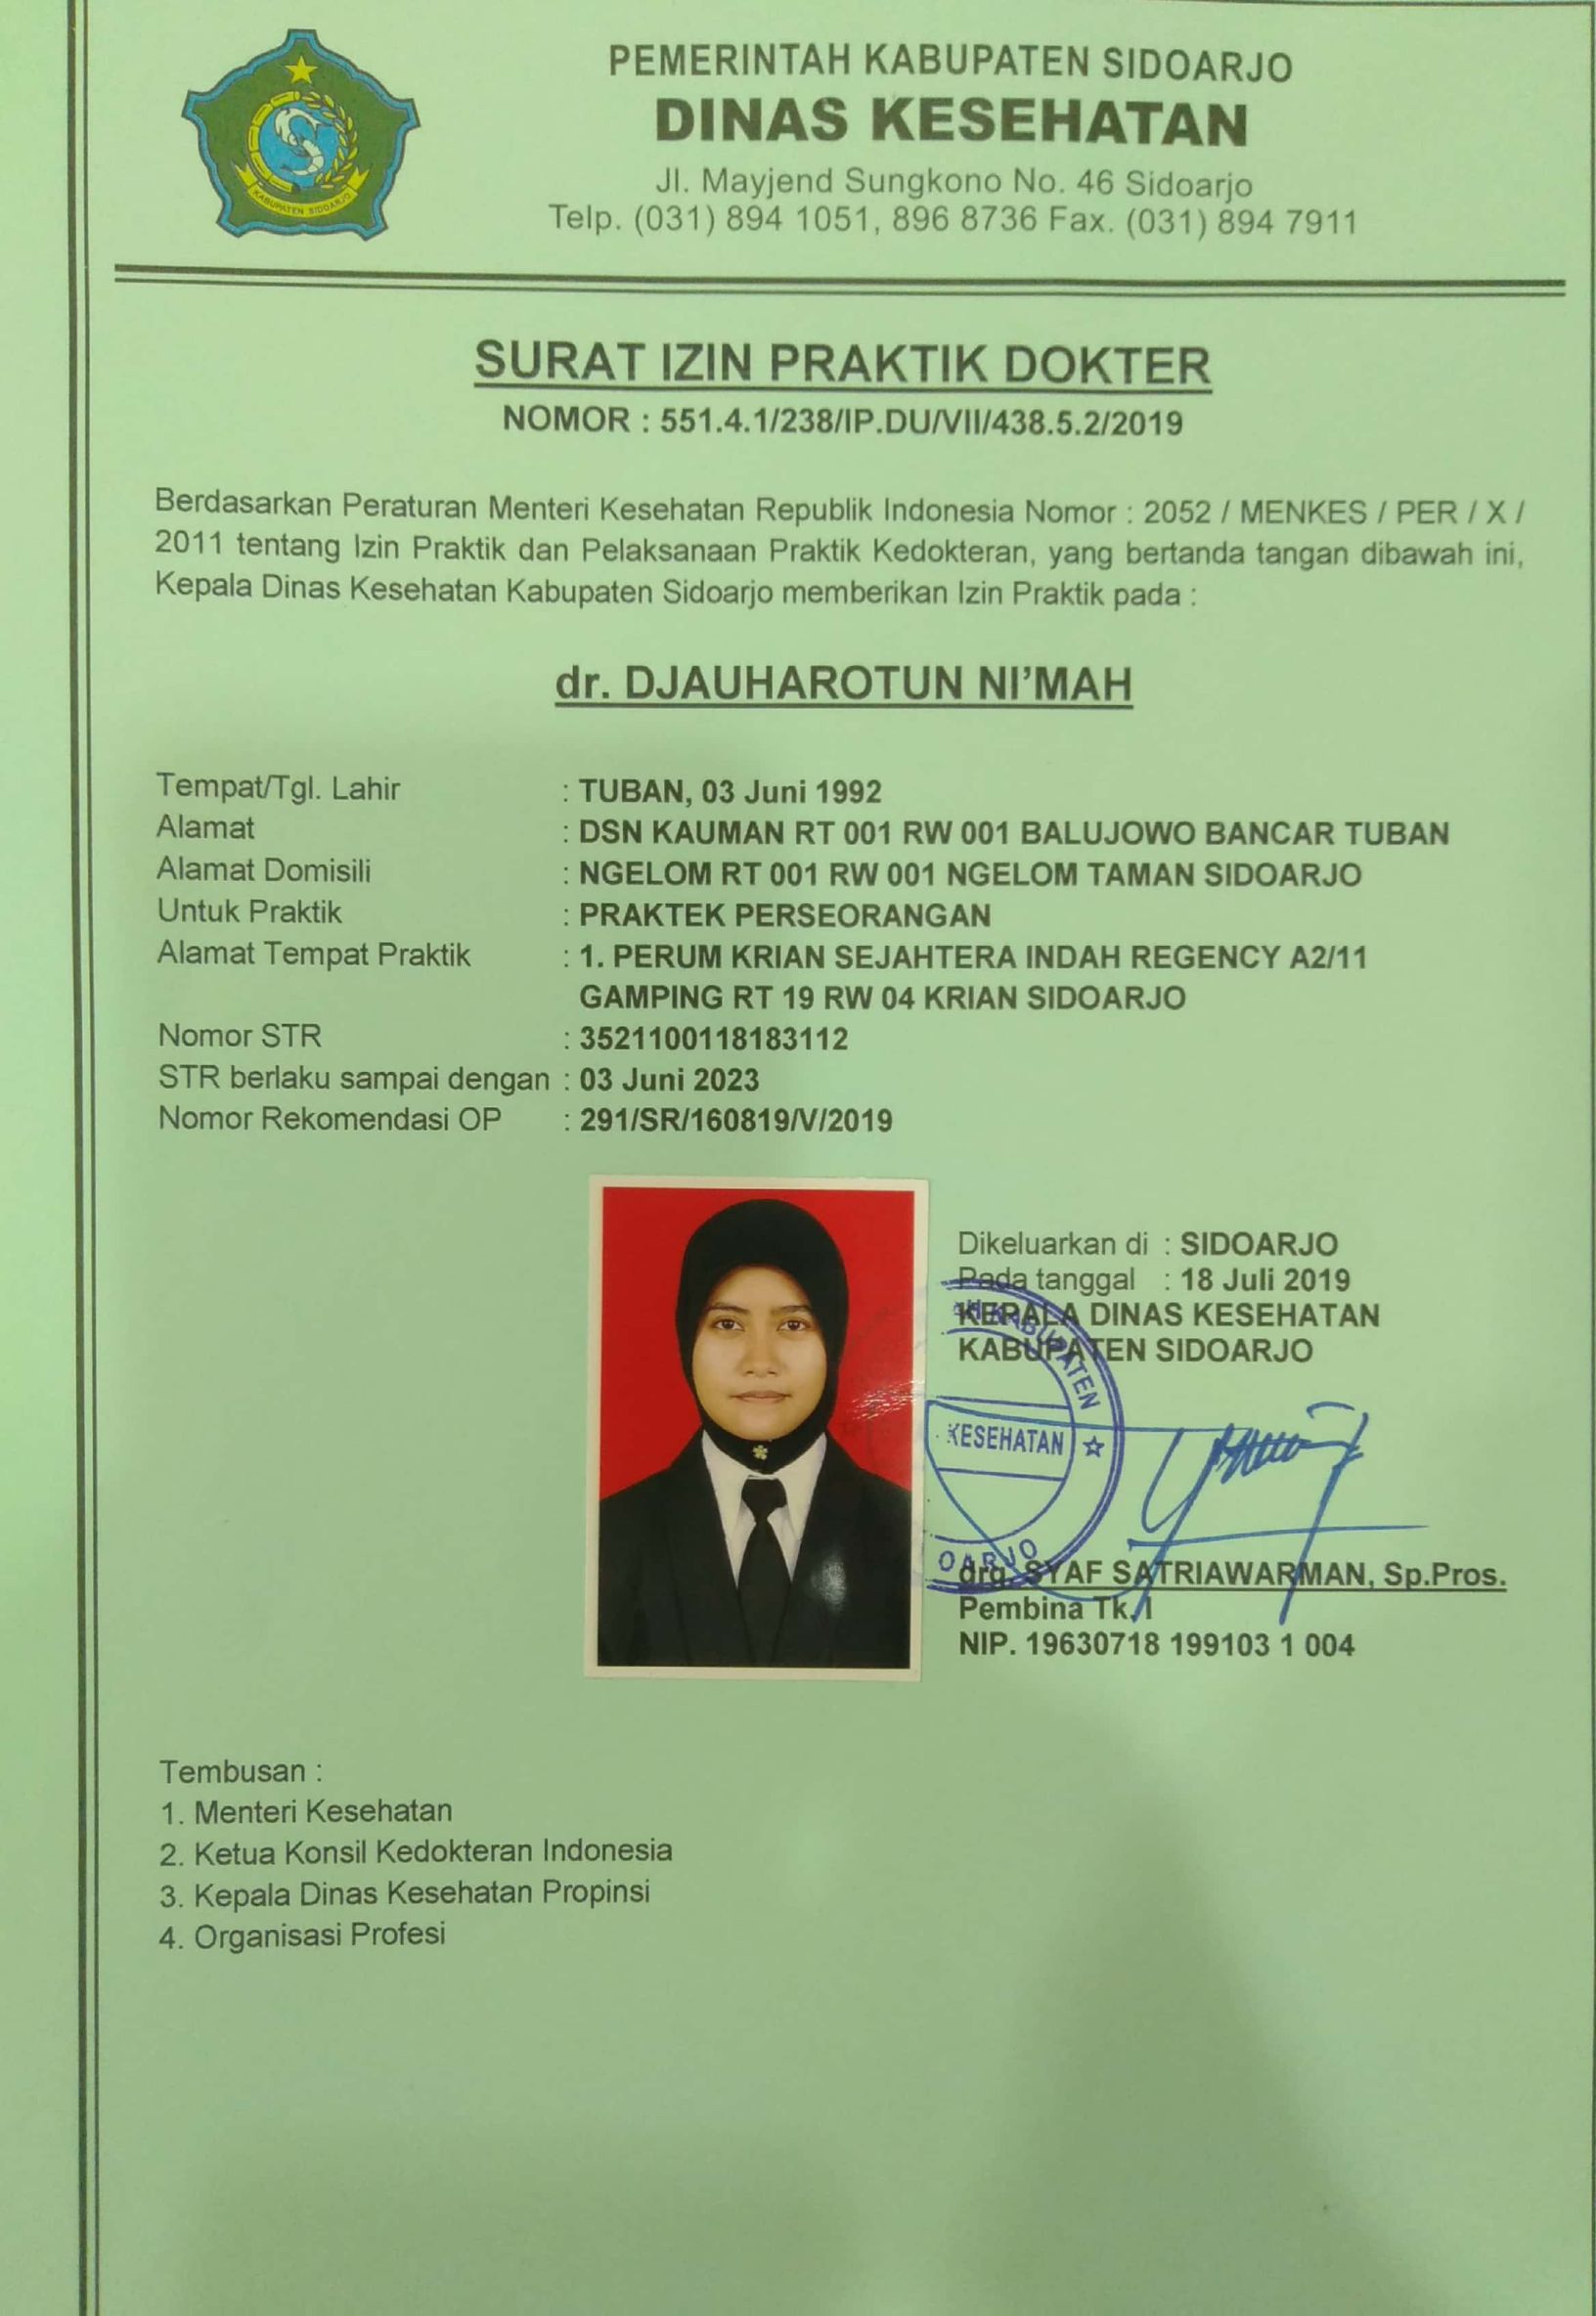 KABUPATEN SIDOARJO
PEMERINTAH KABUPATEN SIDOARJO
DINAS KESEHATAN
Jl. Mayjend Sungkono No. 46 Sidoarjo
Telp. (031) 894 1051, 896 8736 Fax. (031) 894 7911
SURAT IZIN PRAKTIK DOKTER
NOMOR : 551.4.1/238/IP.DU/VII/438.5.2/2019
Berdasarkan Peraturan Menteri Kesehatan Republik Indonesia Nomor : 2052 / MENKES / PER / X /
2011 tentang Izin Praktik dan Pelaksanaan Praktik Kedokteran, yang bertanda tangan dibawah ini,
Kepala Dinas Kesehatan Kabupaten Sidoarjo memberikan Izin Praktik pada :
dr. DJAUHAROTUN NI’MAH
Tempat/Tgl. Lahir : TUBAN, 03 Juni 1992
Alamat : DSN KAUMAN RT 001 RW 001 BALUJOWO BANCAR TUBAN
Alamat Domisili : NGELOM RT 001 RW 001 NGELOM TAMAN SIDOARJO
Untuk Praktik : PRAKTEK PERSEORANGAN
Alamat Tempat Praktik : 1. PERUM KRIAN SEJAHTERA INDAH REGENCY A2/11
GAMPING RT 19 RW 04 KRIAN SIDOARJO
Nomor STR : 3521100118183112
STR berlaku sampai dengan : 03 Juni 2023
Nomor Rekomendasi OP : 291/SR/160819/V/2019
Dikeluarkan di : SIDOARJO
Pada tanggal : 18 Juli 2019
KEPALA DINAS KESEHATAN
KABUPATEN SIDOARJO
KABUPATEN
KESEHATAN
OARJO
drg. SYAF SATRIAWARMAN, Sp.Pros.
Pembina Tk.I
NIP. 19630718 199103 1 004
Tembusan :
1. Menteri Kesehatan
2. Ketua Konsil Kedokteran Indonesia
3. Kepala Dinas Kesehatan Propinsi
4. Organisasi Profesi